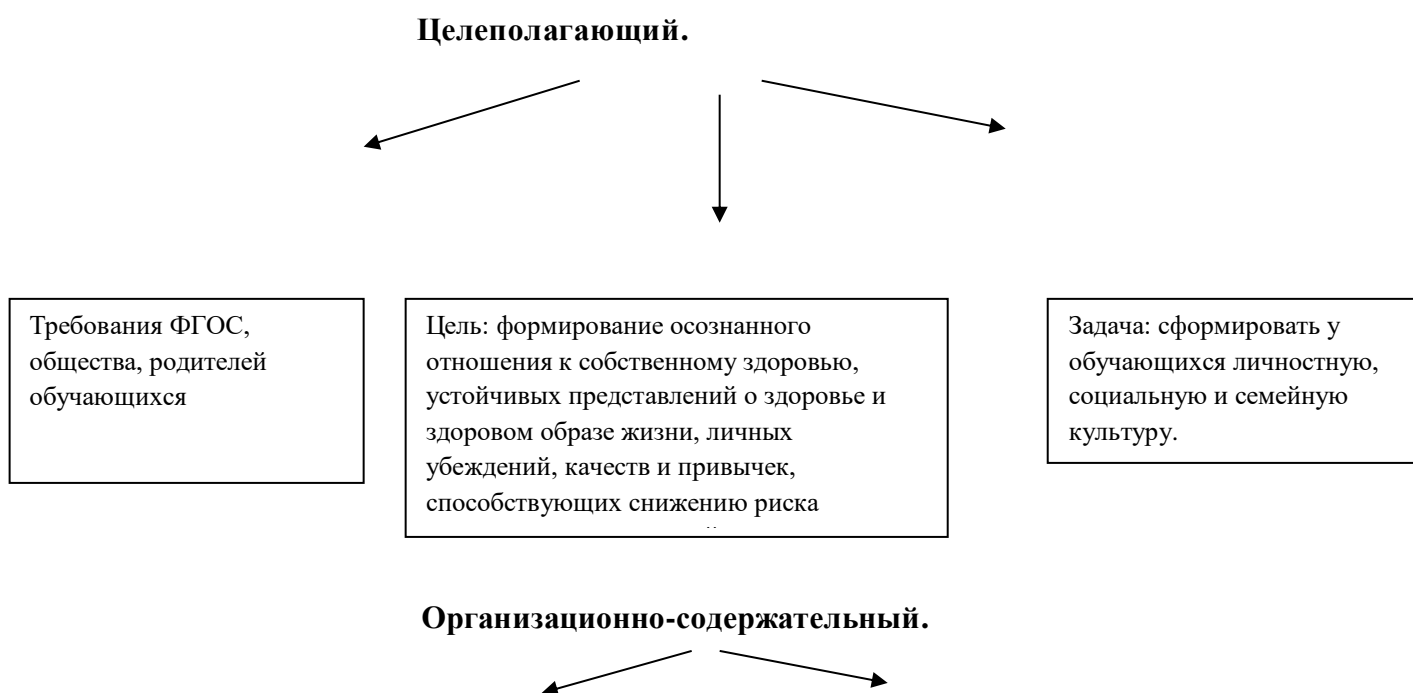 Целеполагающий.
Требования ФГОС,
общества, родителей
обучающихся
Цель: формирование осознанного
отношения к собственному здоровью,
устойчивых представлений о здоровье и
здоровом образе жизни, личных
убеждений, качеств и привычек,
способствующих снижению риска
Задача: сформировать у
обучающихся личностную,
социальную и семейную
культуру.
Организационно-содержательный.